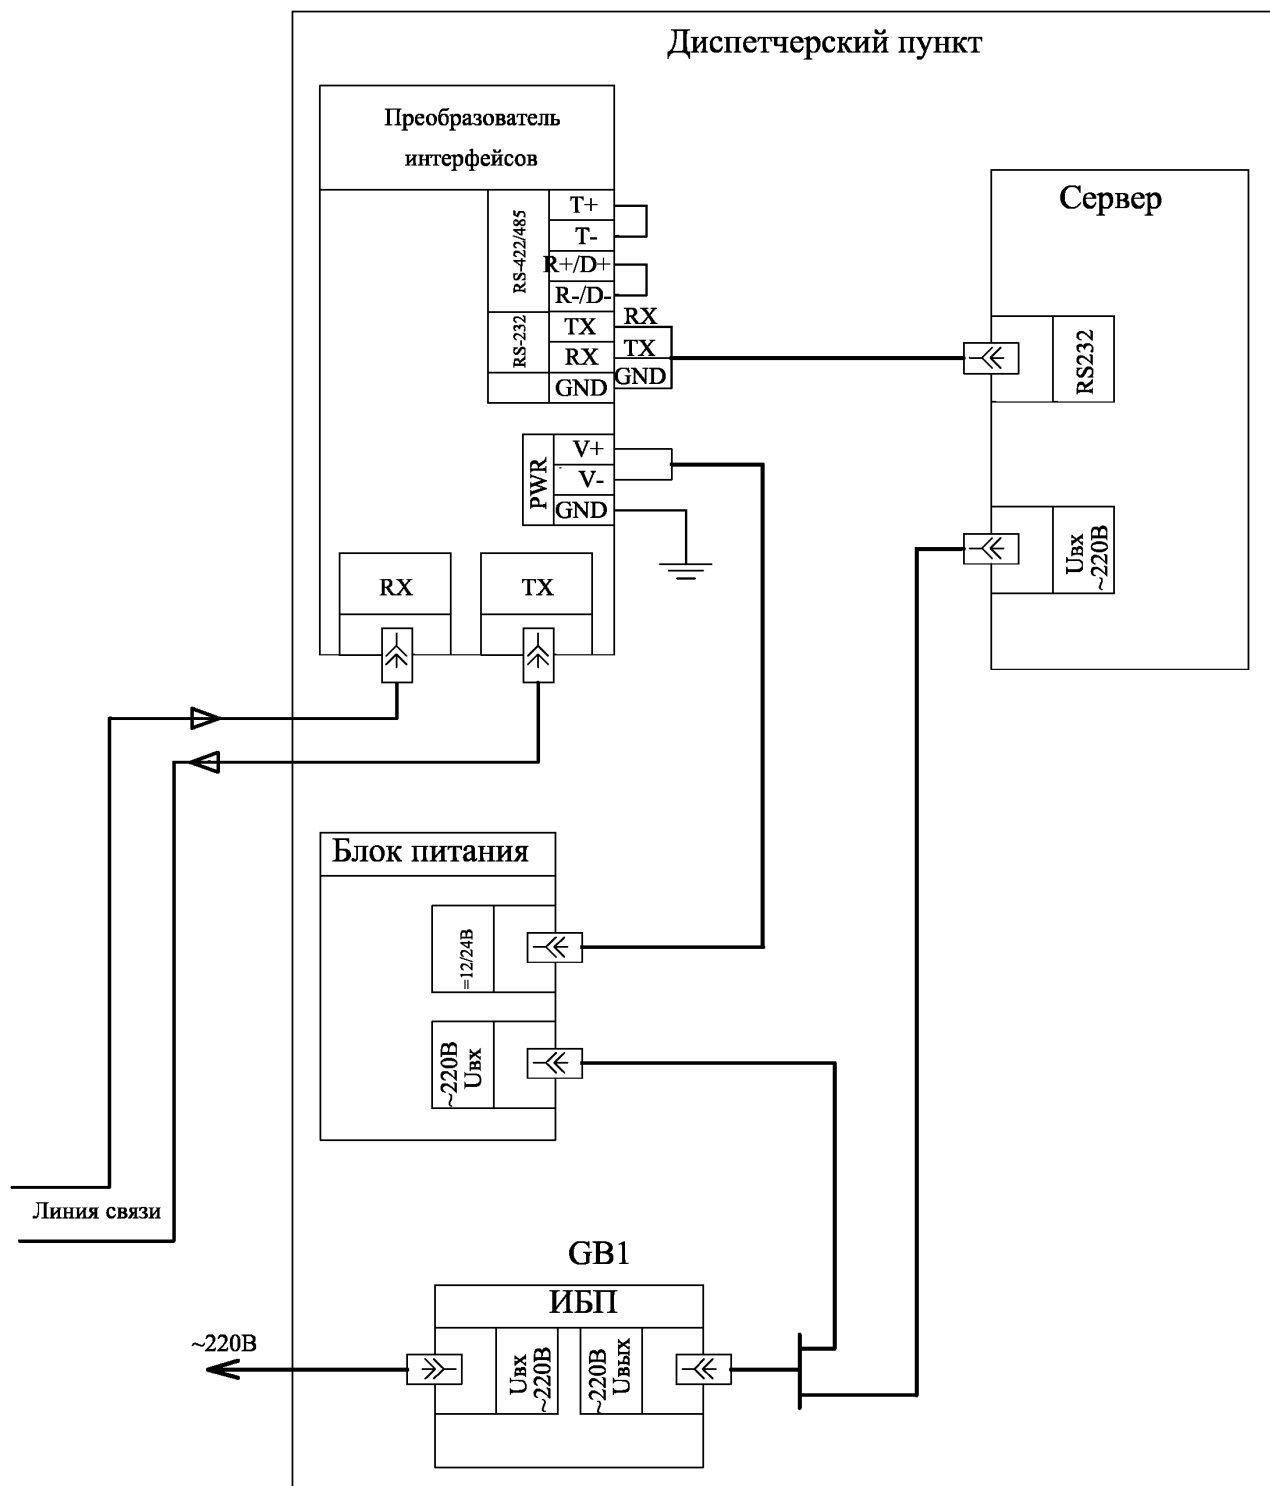 Диспетчерский пункт
Преобразователь
интерфейсов
RS-422/485
T+
T-
R+/D+
R-/D-
RS-232
TX
RX
GND
RX
TX
GND
PWR
V+
V-
GND
RX
TX
Сервер
RS232
Uвх
~220В
Блок питания
=12/24В
~220В
Uвх
Линия связи
GB1
ИБП
~220В
Uвх
~220В
~220В
Uвых